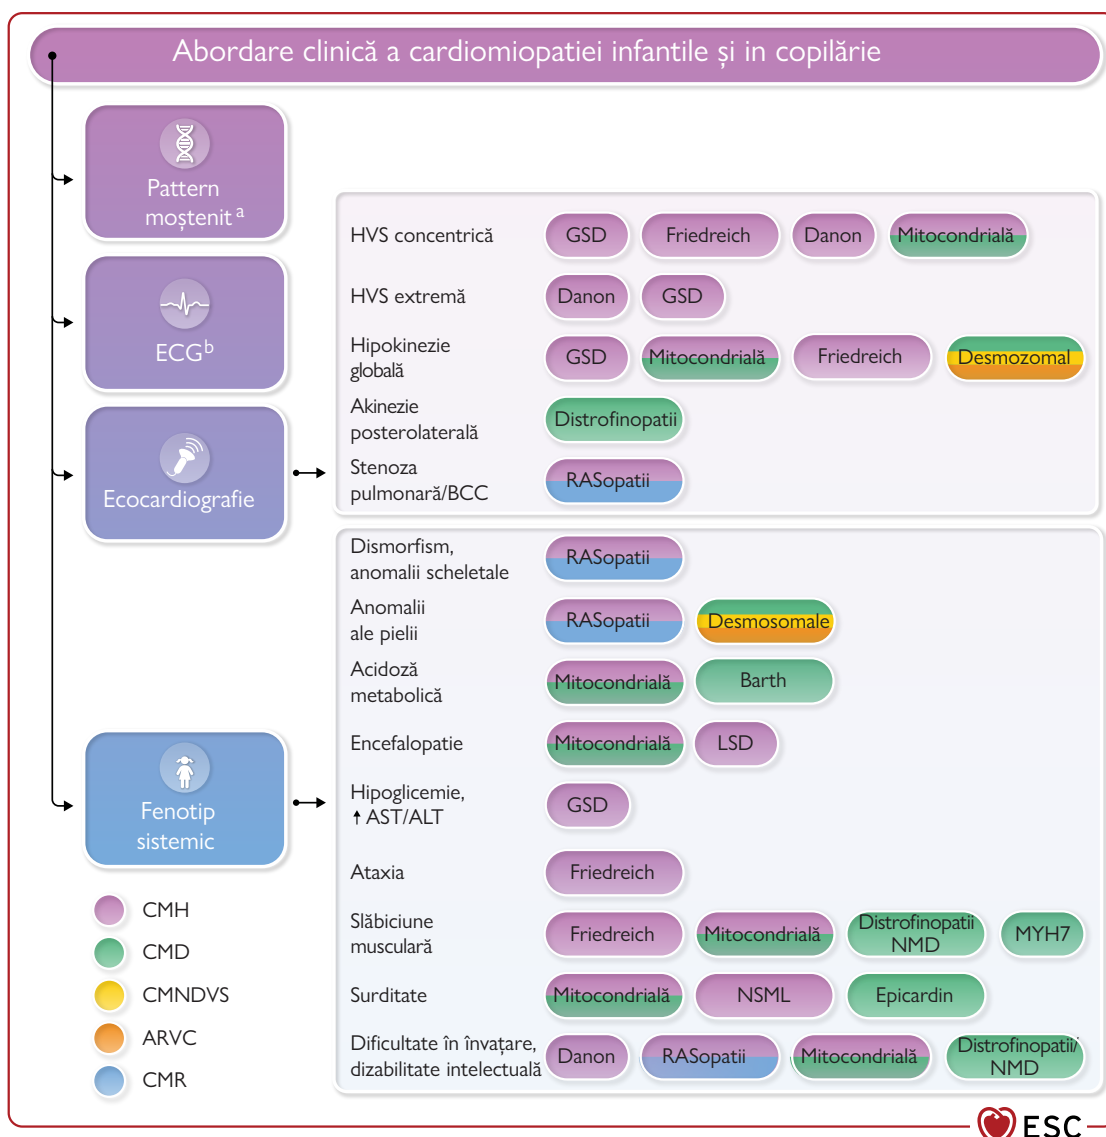 Abordare clinică a cardiomiopatiei infantile și in copilărie
Pattern
moștenit a
ECG b
Ecocardiografie
HVS concentrică GSD Friedreich Danon Mitocondrială
HVS extremă Danon GSD
Hipokinezie
globală
GSD Mitocondrială Friedreich Desmozomal
Akinezie
posterolaterală
Distrofinopatii
Stenoza
pulmonară/BCC
RASopatii
Fenotip
sistemic
Dismorfism,
anomalii scheletale
RASopatii
Anomalii
ale pielii
RASopatii Desmosomale
Acidoză
metabolică
Mitocondrială Barth
Encefalopatie Mitocondrială LSD
Hipoglicemie,
↑ AST/ALT
GSD
Ataxia Friedreich
Slăbiciune
musculară
Friedreich Mitocondrială Distrofinopatii
NMD
MYH7
Surditate Mitocondrială NSML Epicardin
Dificultate în învațare,
dizabilitate intelectuală
Danon RASopatii Mitocondrială Distrofinopatii/
NMD
CMH
CMD
CMNDVS
ARVC
CMR
ESC